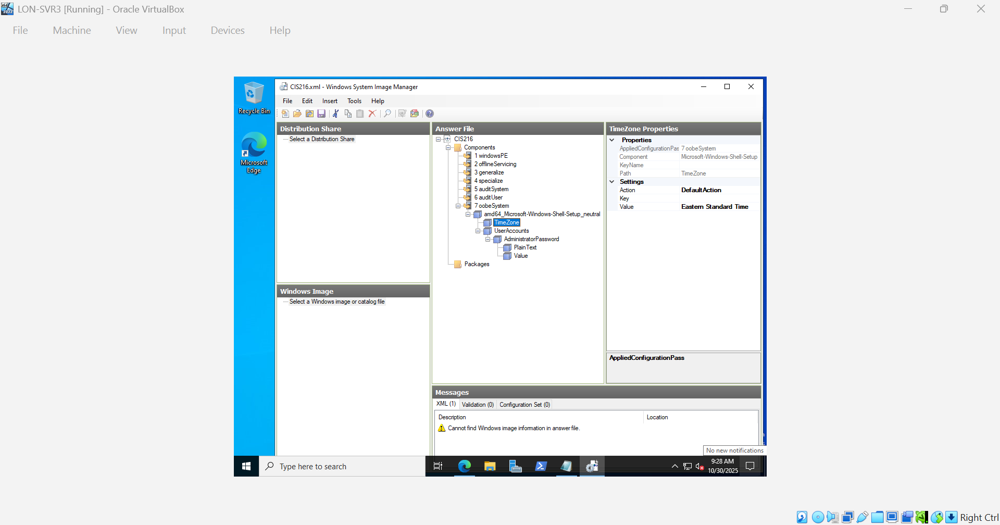 LON-SVR3 [Running] - Oracle VirtualBox
File Machine View Input Devices Help
Recycle Bin
Microsoft
Edge
CIS216.xml - Windows System Image Manager
File Edit Insert Tools Help
Distribution Share
Select a Distribution Share
Windows Image
Select a Windows image or catalog file
Answer File
CIS216
Components
1 windowsPE
2 offlineServicing
3 generalize
4 specialize
5 auditSystem
6 auditUser
7 oobeSystem
amd64_Microsoft-Windows-Shell-Setup_neutral
TimeZone
UserAccounts
AdministratorPassword
PlainText
Value
Packages
TimeZone Properties
Properties
AppliedConfigurationPas 7 oobeSystem
Component Microsoft-Windows-Shell-Setup
KeyName
Path TimeZone
Settings
Action DefaultAction
Key
Value Eastern Standard Time
AppliedConfigurationPass
Messages
XML (1) Validation (0) Configuration Set (0)
Description Location
Cannot find Windows image information in answer file.
No new notifications
Type here to search
9:28 AM
10/30/2025
Right Ctrl